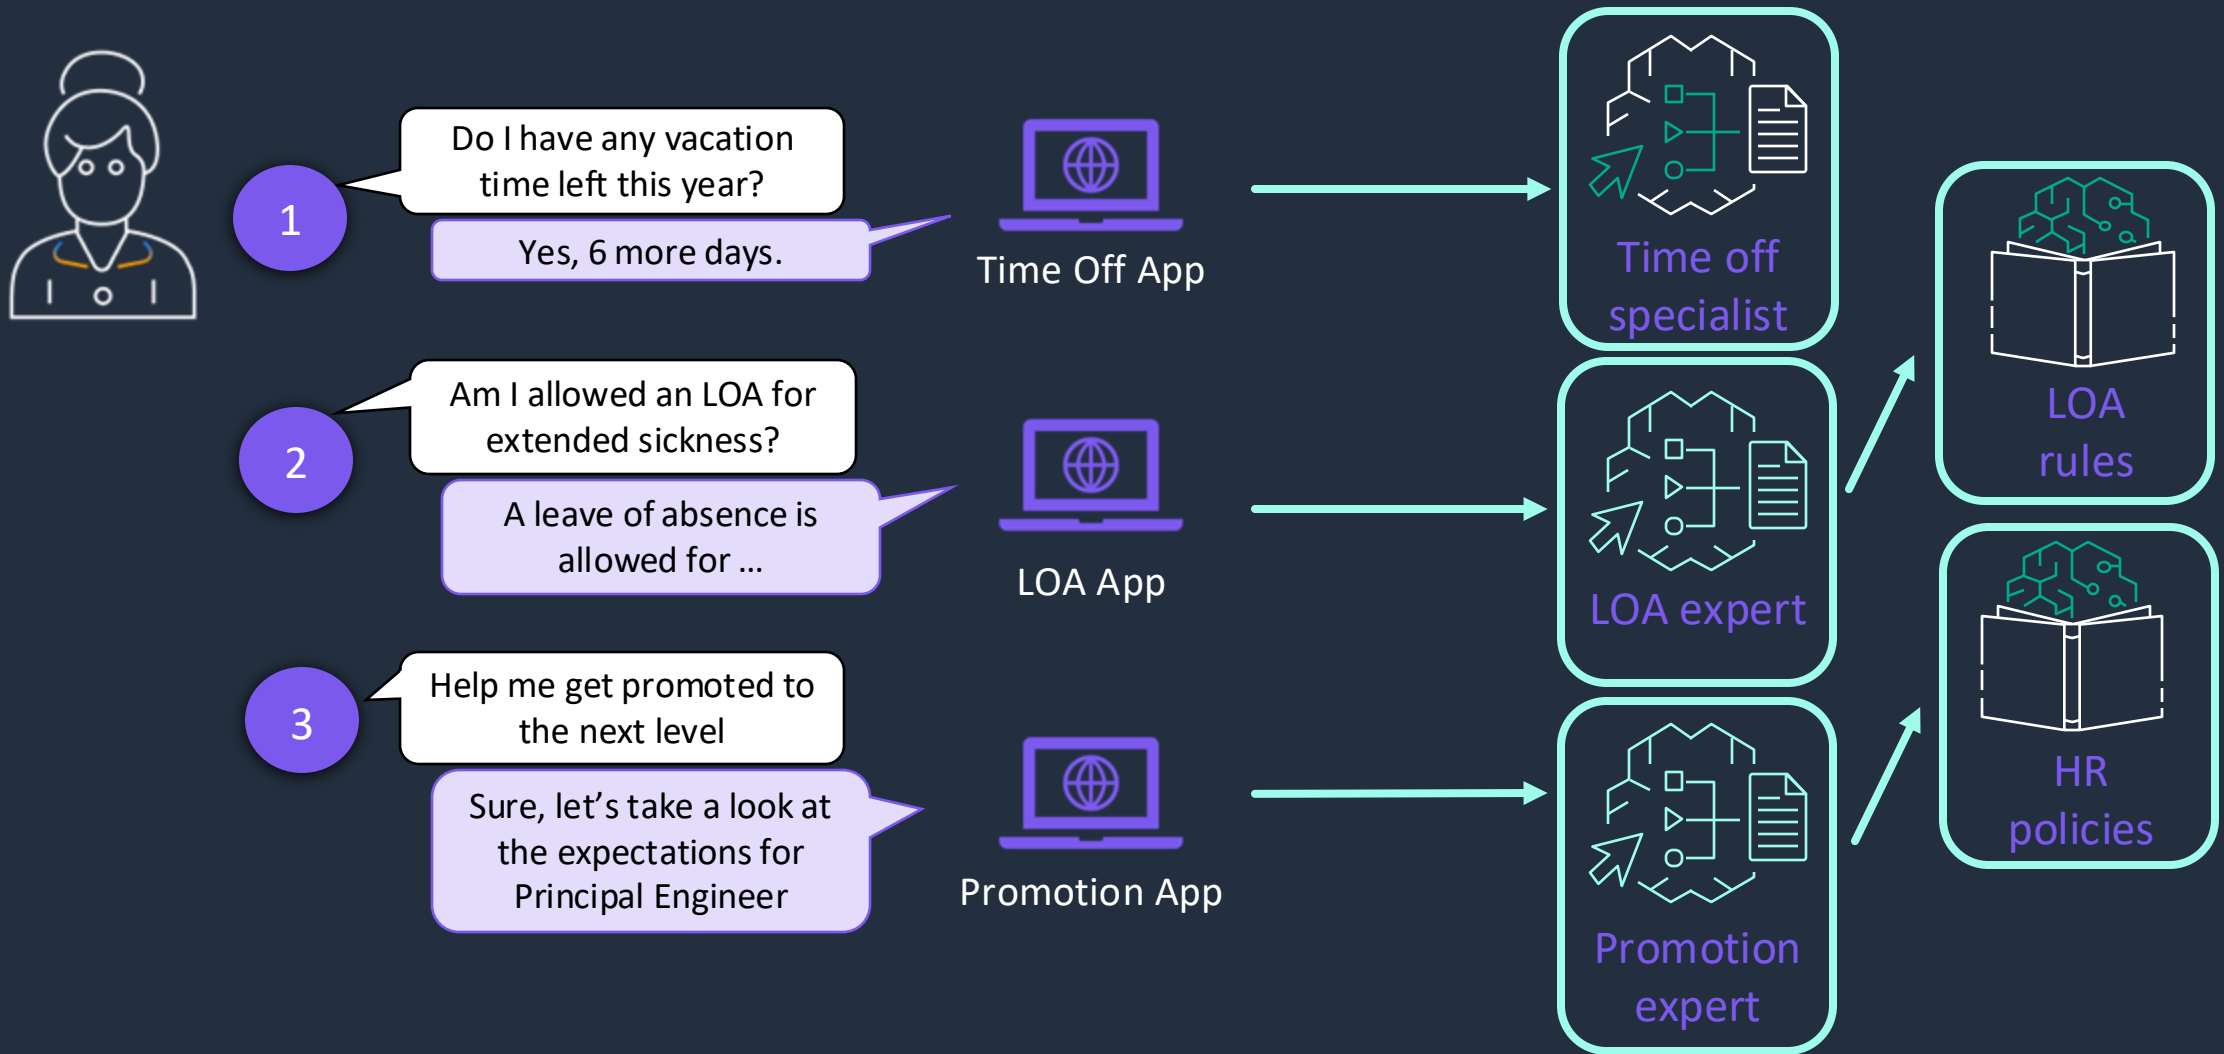 1
Do I have any vacation
time left this year?
Yes, 6 more days.
Time Off App
Time off
specialist
2
Am I allowed an LOA for
extended sickness?
A leave of absence is
allowed for ...
LOA App
LOA expert
LOA
rules
3
Help me get promoted to
the next level
Sure, let’s take a look at
the expectations for
Principal Engineer
Promotion App
Promotion
expert
HR
policies